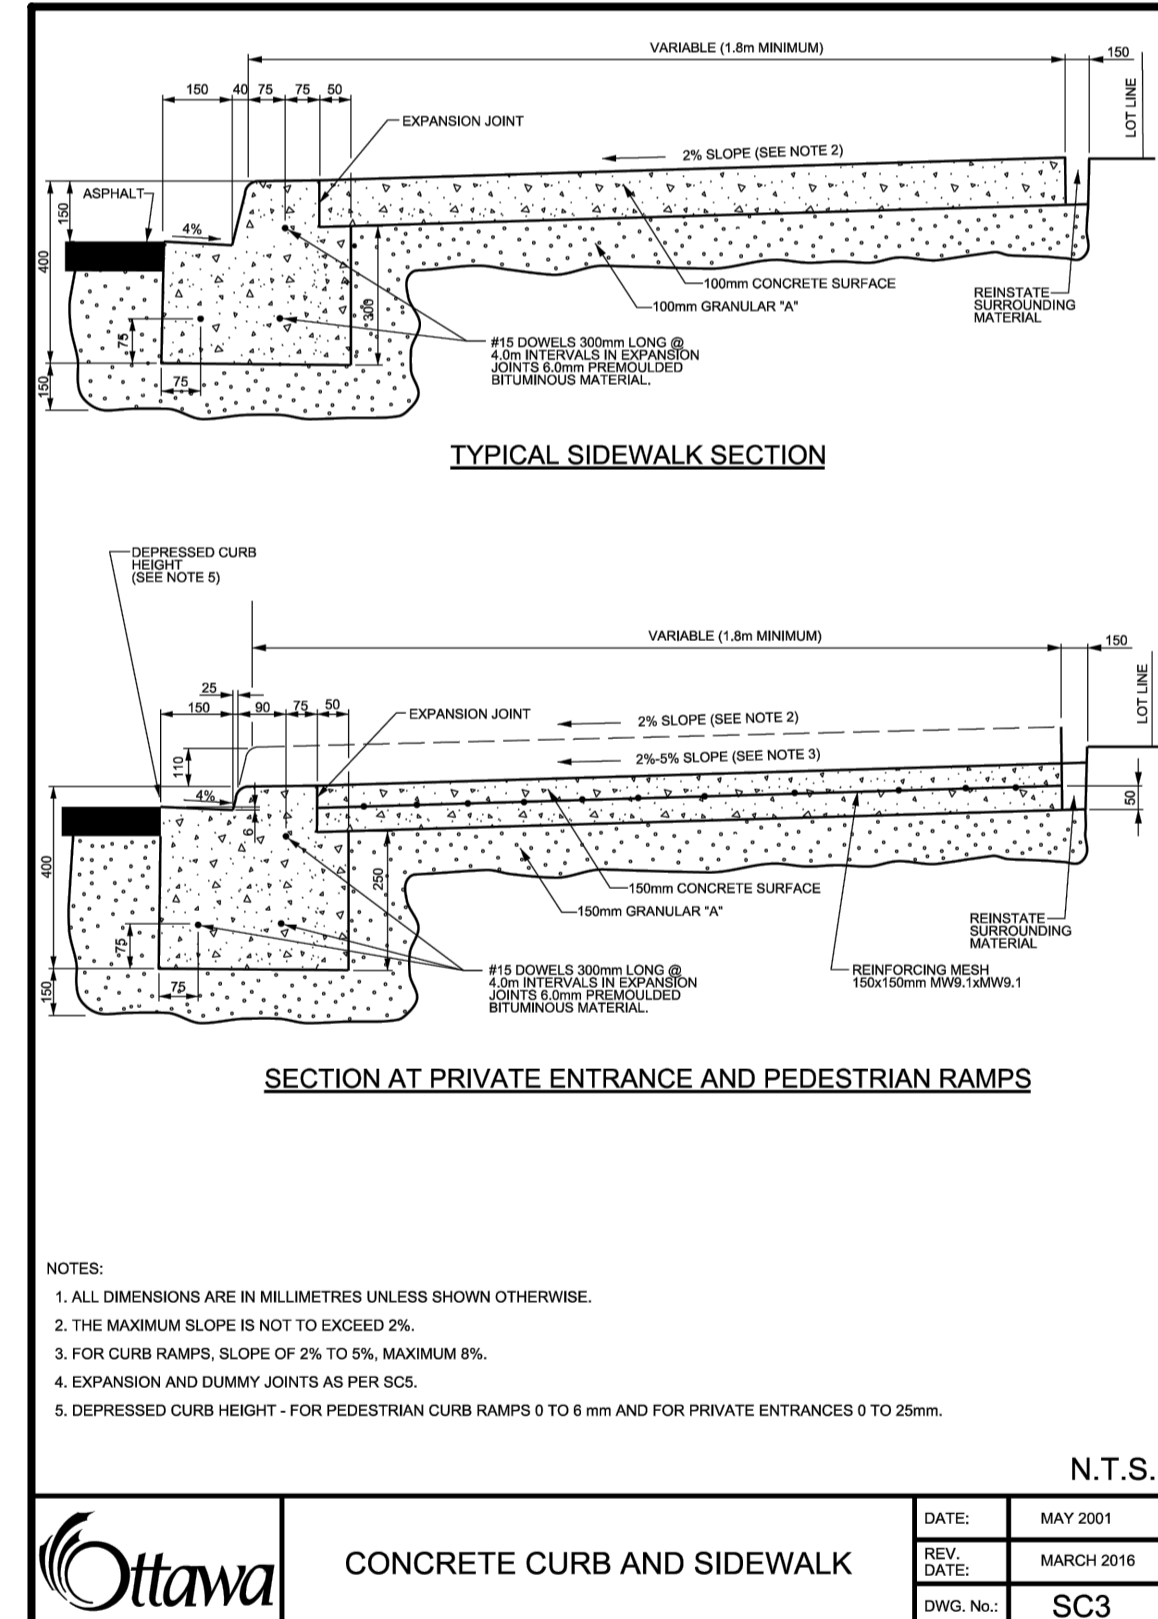 VARIABLE (1.8m MINIMUM)
150
LOT LINE
150 40 75 75 50
EXPANSION JOINT
2% SLOPE (SEE NOTE 2)
ASPHALT
150
4%
400
100mm CONCRETE SURFACE
100mm GRANULAR "A"
REINSTATE
SURROUNDING
MATERIAL
300
75
75
150
#15 DOWELS 300mm LONG @
4.0m INTERVALS IN EXPANSION
JOINTS 6.0mm PREMOULDED
BITUMINOUS MATERIAL.
TYPICAL SIDEWALK SECTION
DEPRESSED CURB
HEIGHT
(SEE NOTE 5)
VARIABLE (1.8m MINIMUM)
150
LOT LINE
25
150 90 75 50
EXPANSION JOINT
2% SLOPE (SEE NOTE 2)
2%-5% SLOPE (SEE NOTE 3)
110
4%
50
6
400
250
150mm CONCRETE SURFACE
150mm GRANULAR "A"
REINSTATE
SURROUNDING
MATERIAL
75
75
150
#15 DOWELS 300mm LONG @
4.0m INTERVALS IN EXPANSION
JOINTS 6.0mm PREMOULDED
BITUMINOUS MATERIAL.
REINFORCING MESH
150x150mm MW9.1xMW9.1
SECTION AT PRIVATE ENTRANCE AND PEDESTRIAN RAMPS
NOTES:
1. ALL DIMENSIONS ARE IN MILLIMETRES UNLESS SHOWN OTHERWISE.
2. THE MAXIMUM SLOPE IS NOT TO EXCEED 2%.
3. FOR CURB RAMPS, SLOPE OF 2% TO 5%, MAXIMUM 8%.
4. EXPANSION AND DUMMY JOINTS AS PER SC5.
5. DEPRESSED CURB HEIGHT - FOR PEDESTRIAN CURB RAMPS 0 TO 6 mm AND FOR PRIVATE ENTRANCES 0 TO 25mm.
N.T.S.
Ottawa
CONCRETE CURB AND SIDEWALK
DATE: MAY 2001
REV.
DATE: MARCH 2016
DWG. No.: SC3